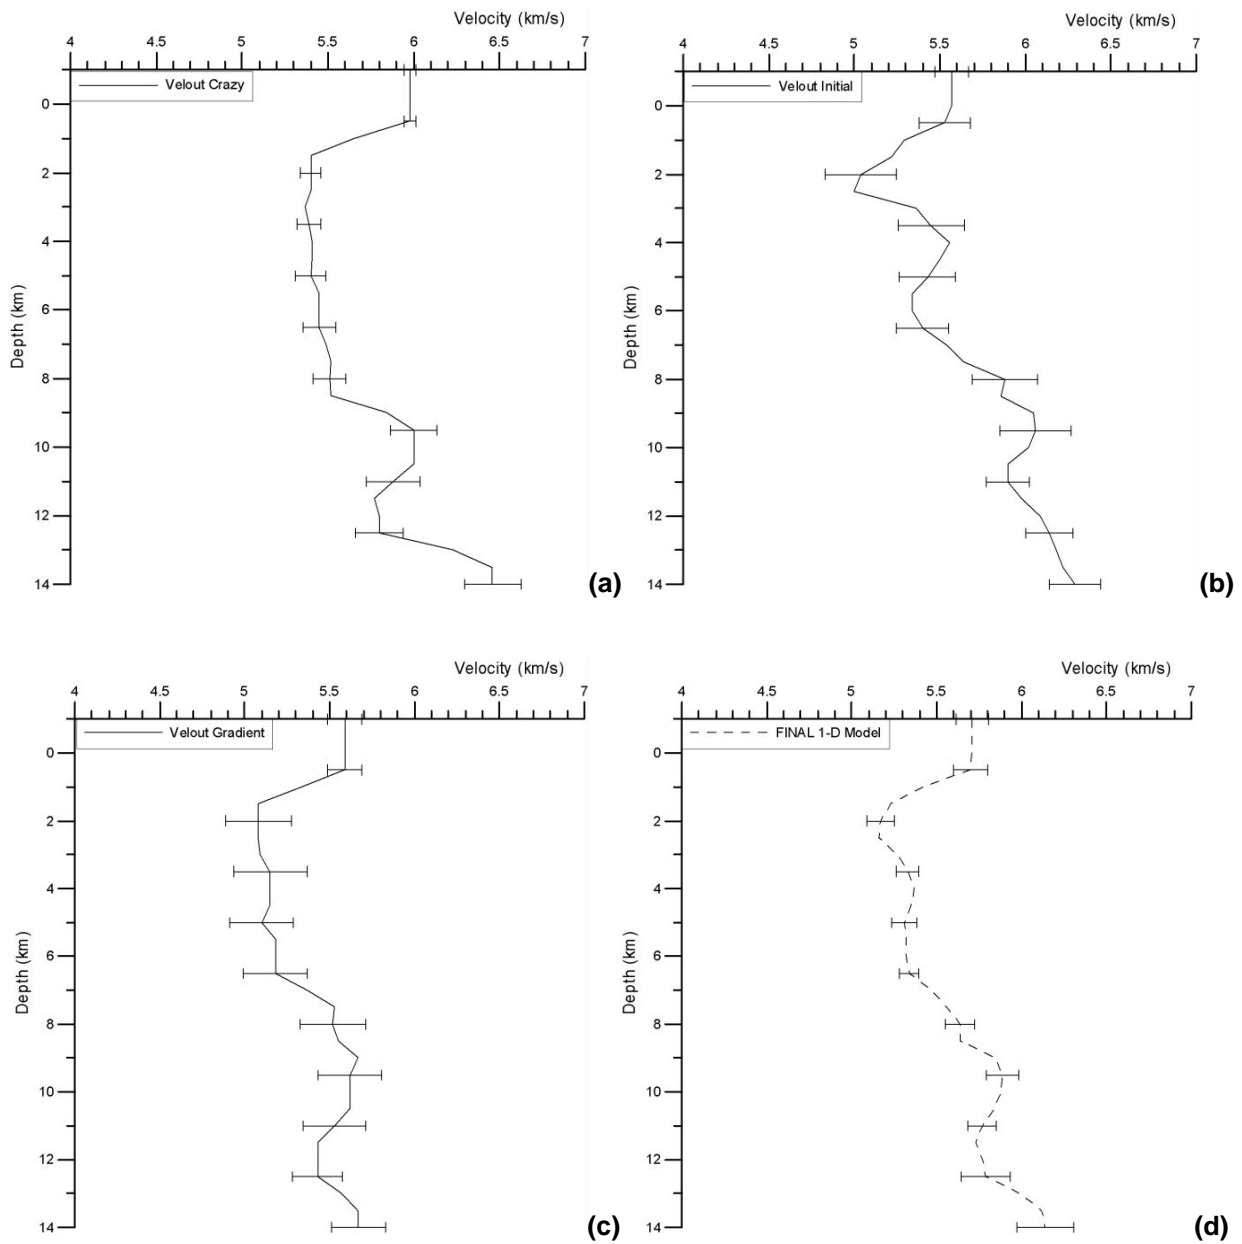 Velocity (km/s)
4 4.5 5 5.5 6 6.5 7
Velout Crazy
0
2
4
6
8
10
12
14
Depth (km)
(a)
Velocity (km/s)
4 4.5 5 5.5 6 6.5 7
Velout Initial
0
2
4
6
8
10
12
14
Depth (km)
(b)
Velocity (km/s)
4 4.5 5 5.5 6 6.5 7
Velout Gradient
0
2
4
6
8
10
12
14
Depth (km)
(c)
Velocity (km/s)
4 4.5 5 5.5 6 6.5 7
FINAL 1-D Model
0
2
4
6
8
10
12
14
Depth (km)
(d)